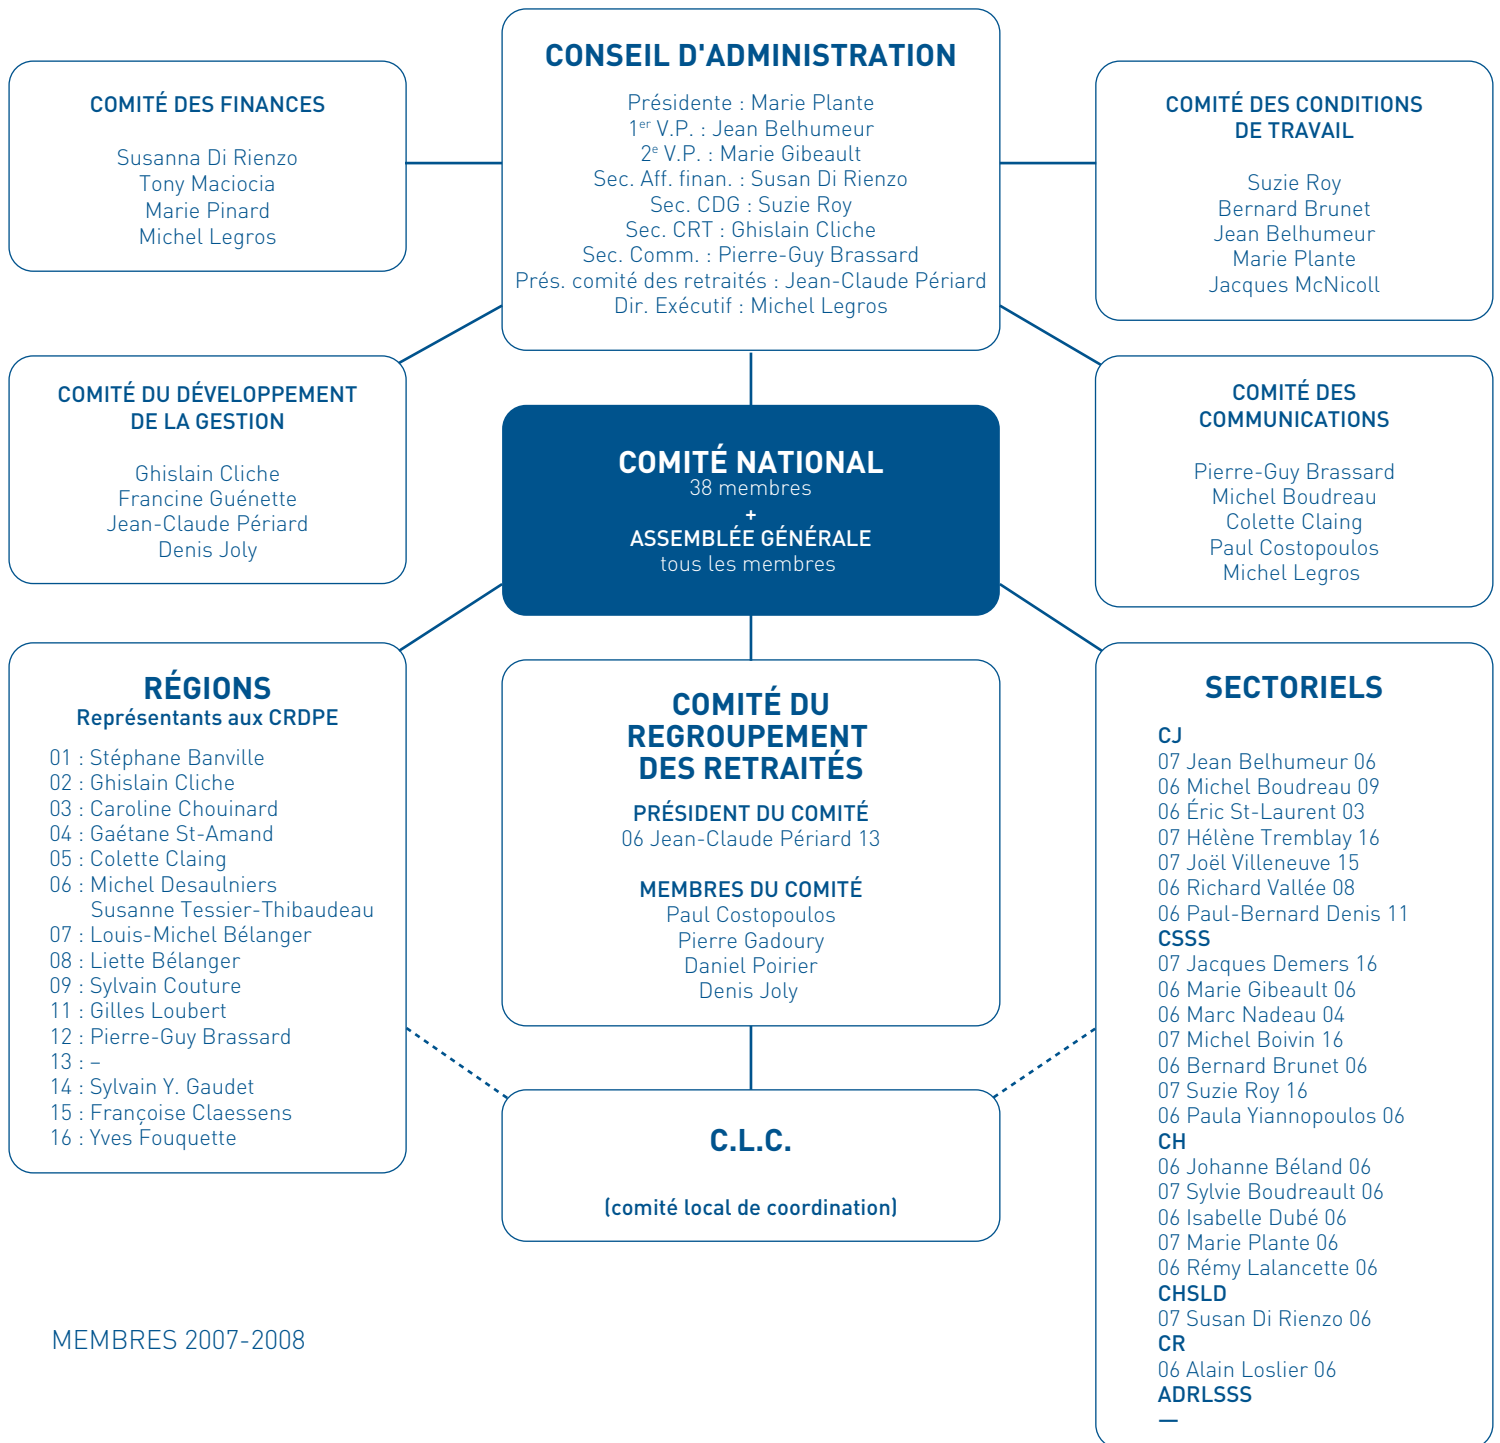 CONSEIL D'ADMINISTRATION
Présidente : Marie Plante
1er V.P. : Jean Belhumeur
2e V.P. : Marie Gibeault
Sec. Aff. finan. : Susan Di Rienzo
Sec. CDG : Suzie Roy
Sec. CRT : Ghislain Cliche
Sec. Comm. : Pierre-Guy Brassard
Prés. comité des retraités : Jean-Claude Périard
Dir. Exécutif : Michel Legros
COMITÉ DES FINANCES
Susanna Di Rienzo
Tony Maciocia
Marie Pinard
Michel Legros
COMITÉ DES CONDITIONS
DE TRAVAIL
Suzie Roy
Bernard Brunet
Jean Belhumeur
Marie Plante
Jacques McNicoll
COMITÉ DU DÉVELOPPEMENT
DE LA GESTION
Ghislain Cliche
Francine Guénette
Jean-Claude Périard
Denis Joly
COMITÉ NATIONAL
38 membres
+
ASSEMBLÉE GÉNÉRALE
tous les membres
COMITÉ DES
COMMUNICATIONS
Pierre-Guy Brassard
Michel Boudreau
Colette Claing
Paul Costopoulos
Michel Legros
RÉGIONS
Représentants aux CRDPE
01 : Stéphane Banville
02 : Ghislain Cliche
03 : Caroline Chouinard
04 : Gaétane St-Amand
05 : Colette Claing
06 : Michel Desaulniers
Susanne Tessier-Thibaudeau
07 : Louis-Michel Bélanger
08 : Liette Bélanger
09 : Sylvain Couture
11 : Gilles Loubert
12 : Pierre-Guy Brassard
13 : –
14 : Sylvain Y. Gaudet
15 : Françoise Claessens
16 : Yves Fouquette
COMITÉ DU
REGROUPEMENT
DES RETRAITÉS
PRÉSIDENT DU COMITÉ
06 Jean-Claude Périard 13
MEMBRES DU COMITÉ
Paul Costopoulos
Pierre Gadoury
Daniel Poirier
Denis Joly
C.L.C.
(comité local de coordination)
SECTORIELS
CJ
07 Jean Belhumeur 06
06 Michel Boudreau 09
06 Éric St-Laurent 03
07 Hélène Tremblay 16
07 Joël Villeneuve 15
06 Richard Vallée 08
06 Paul-Bernard Denis 11
CSSS
07 Jacques Demers 16
06 Marie Gibeault 06
06 Marc Nadeau 04
07 Michel Boivin 16
06 Bernard Brunet 06
07 Suzie Roy 16
06 Paula Yiannopoulos 06
CH
06 Johanne Béland 06
07 Sylvie Boudreault 06
06 Isabelle Dubé 06
07 Marie Plante 06
06 Rémy Lalancette 06
CHSLD
07 Susan Di Rienzo 06
CR
06 Alain Loslier 06
ADRLSSS
—
MEMBRES 2007-2008